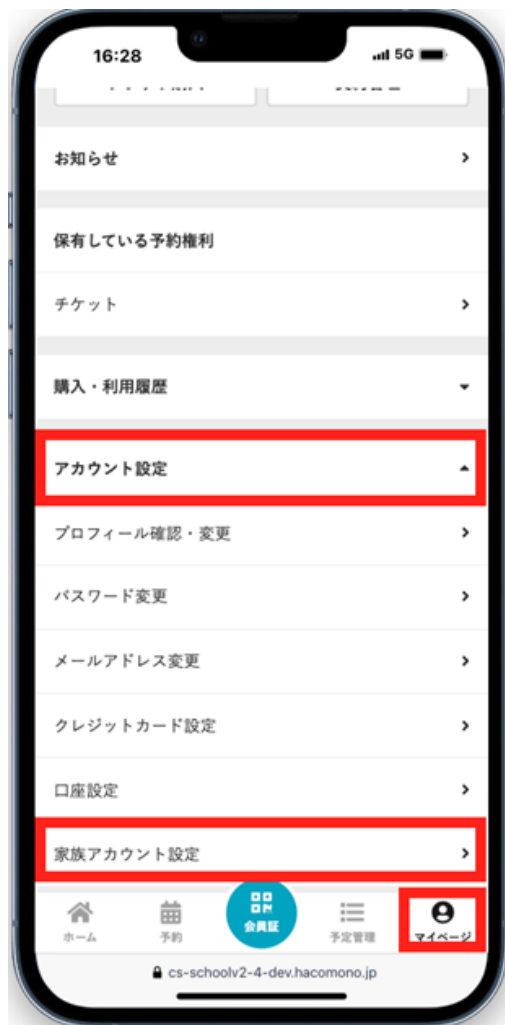 16:28
5G
お知らせ
保有している予約権利
チケット
購入・利用履歴
アカウント設定
プロフィール確認・変更
パスワード変更
メールアドレス変更
クレジットカード設定
口座設定
家族アカウント設定
ホーム
予約
会員証
予定管理
マイページ
cs-schoolv2-4-dev.hacomono.jp